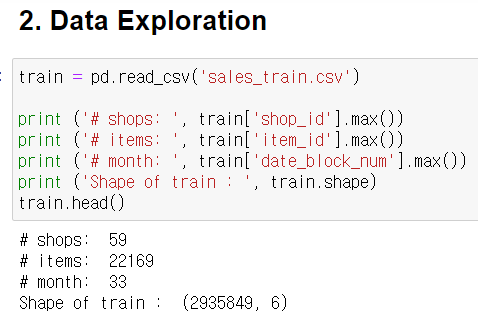 2. Data Exploration
train = pd.read_csv('sales_train.csv')
print ('# shops: ', train['shop_id'].max())
print ('# items: ', train['item_id'].max())
print ('# month: ', train['date_block_num'].max())
print ('Shape of train : ', train.shape)
train.head()
# shops:  59
# items:  22169
# month:  33
Shape of train :  (2935849, 6)